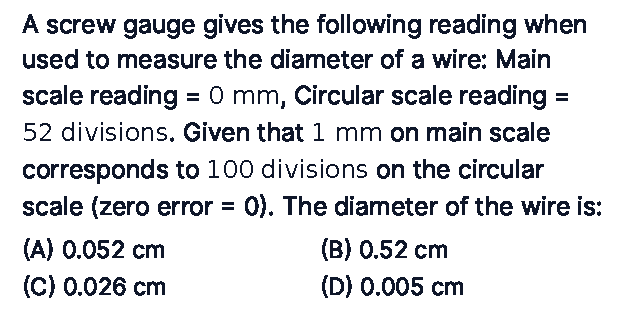 A screw gauge gives the following reading when
used to measure the diameter of a wire: Main
scale reading = 0 mm, Circular scale reading =
52 divisions. Given that 1 mm on main scale
corresponds to 100 divisions on the circular
scale (zero error = 0). The diameter of the wire is:
(A) 0.052 cm (B) 0.52 cm
(C) 0.026 cm (D) 0.005 cm